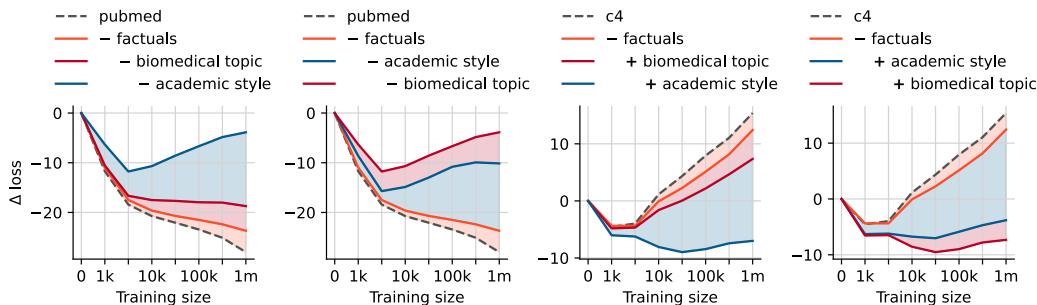 pubmed
− factuals
− biomedical topic
− academic style
0
−10
−20
Δ loss
0 1k 10k 100k 1m
Training size
pubmed
− factuals
− academic style
− biomedical topic
0
−10
−20
0 1k 10k 100k 1m
Training size
c4
− factuals
+ biomedical topic
+ academic style
10
0
−10
0 1k 10k 100k 1m
Training size
c4
− factuals
+ academic style
+ biomedical topic
10
0
−10
0 1k 10k 100k 1m
Training size